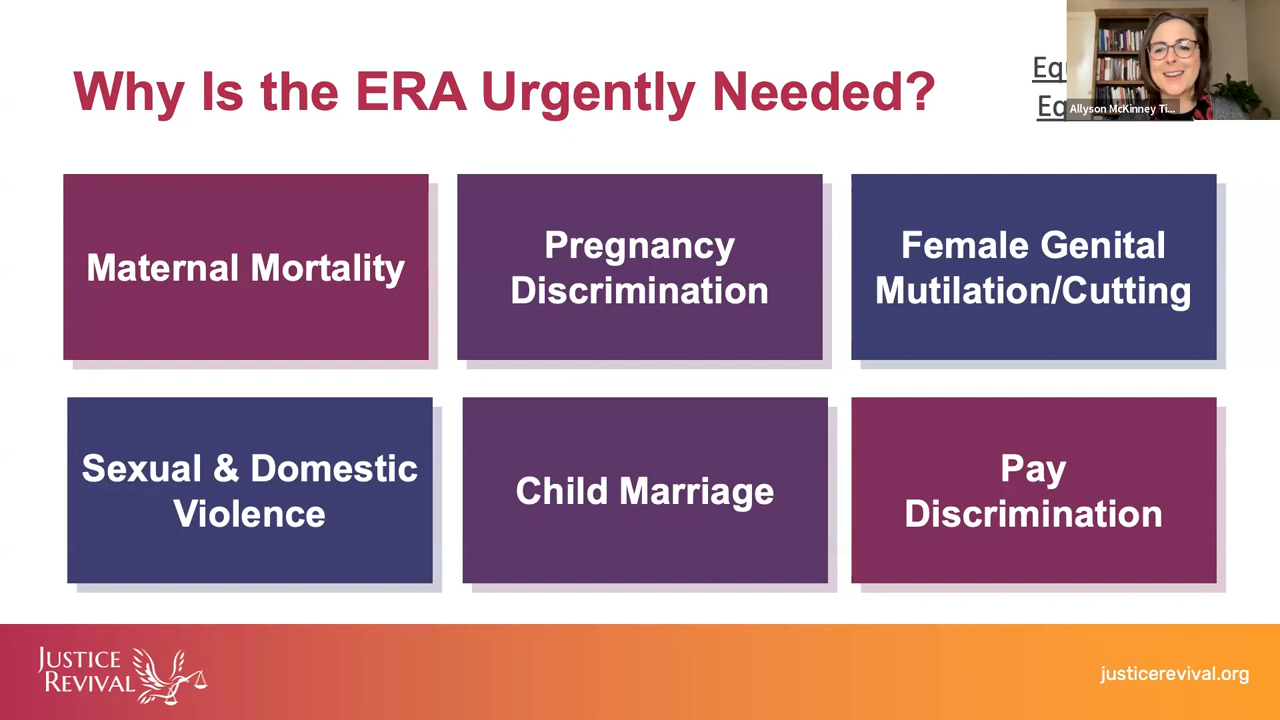 Why Is the ERA Urgently Needed?
Allyson McKinney Ti...
Maternal Mortality
Pregnancy
Discrimination
Female Genital
Mutilation/Cutting
Sexual & Domestic
Violence
Child Marriage
Pay
Discrimination
JUSTICE
REVIVAL
justicerevival.org